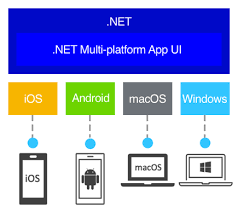 .NET
.NET Multi-platform App UI
iOS
Android
macOS
Windows
iOS
macOS